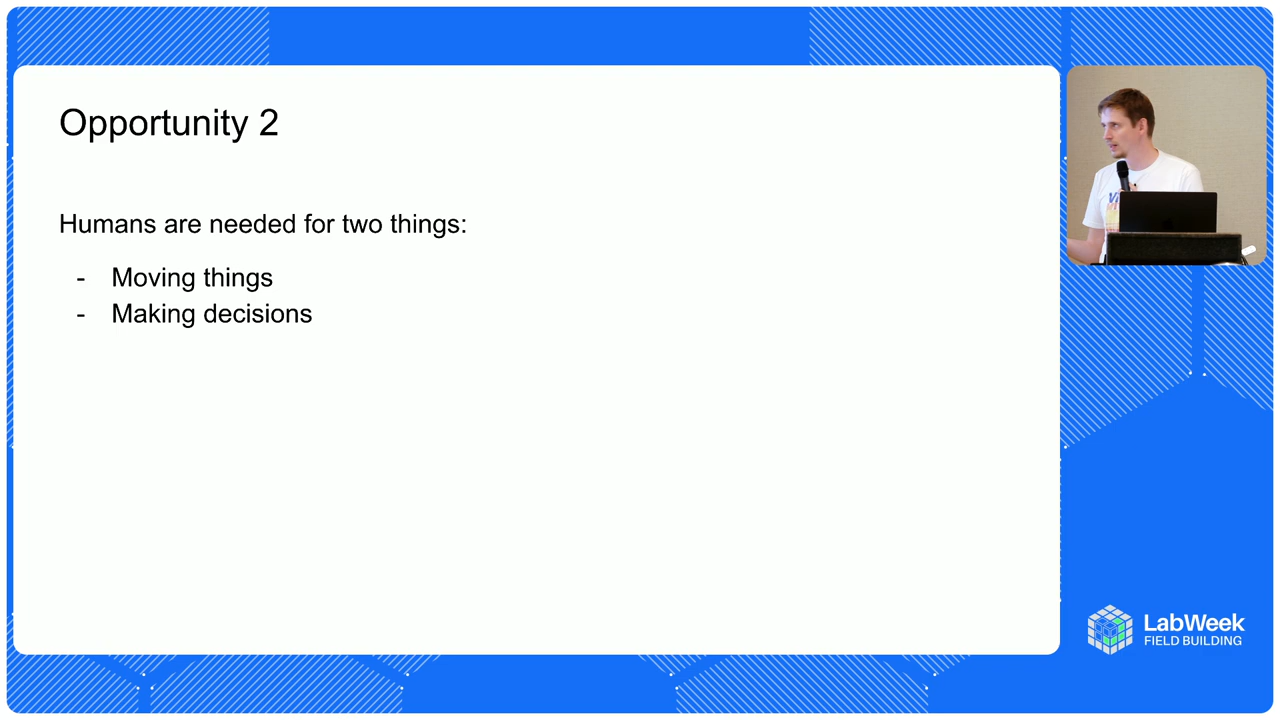 Opportunity 2
Humans are needed for two things:
- Moving things
- Making decisions
LabWeek
FIELD BUILDING